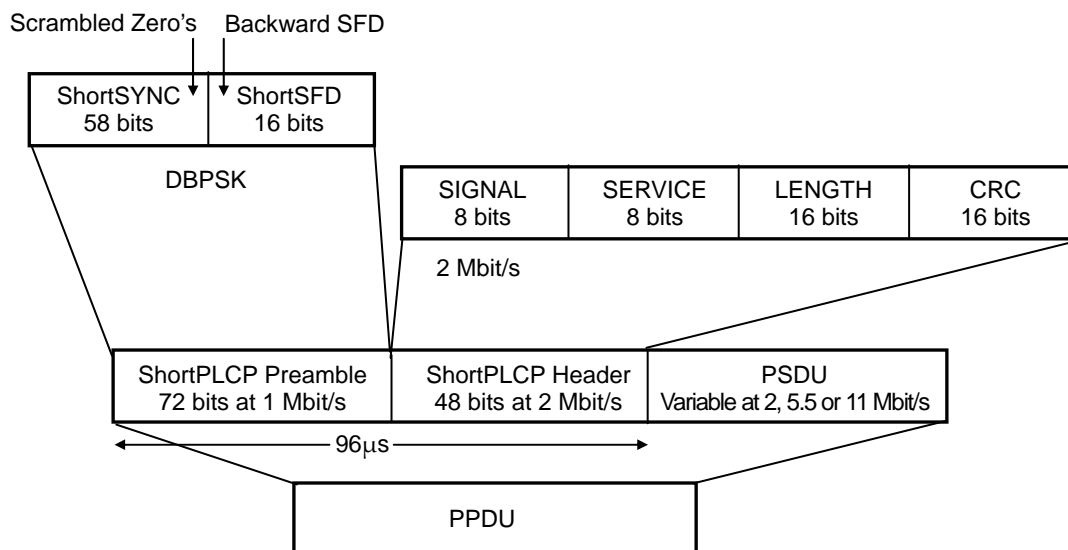 Scrambled Zero's Backward SFD
ShortSYNC
58 bits
ShortSFD
16 bits
DBPSK
SIGNAL
8 bits
SERVICE
8 bits
LENGTH
16 bits
CRC
16 bits
2 Mbit/s
ShortPLCP Preamble
72 bits at 1 Mbit/s
ShortPLCP Header
48 bits at 2 Mbit/s
PSDU
Variable at 2, 5.5 or 11 Mbit/s
96μs
PPDU